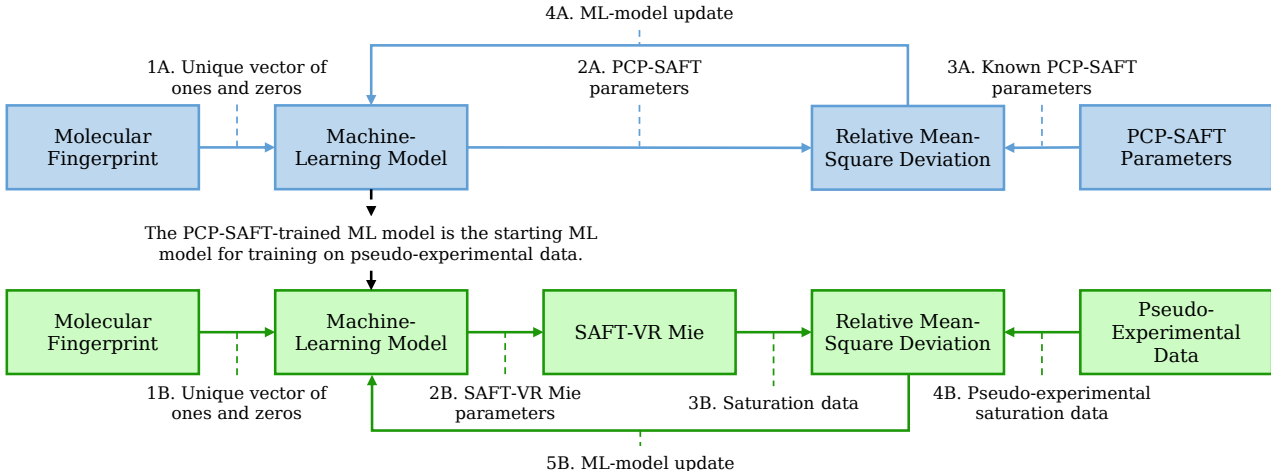 4A. ML-model update
1A. Unique vector of
ones and zeros
2A. PCP-SAFT
parameters
3A. Known PCP-SAFT
parameters
Molecular
Fingerprint
Machine-
Learning Model
Relative Mean-
Square Deviation
PCP-SAFT
Parameters
The PCP-SAFT-trained ML model is the starting ML
model for training on pseudo-experimental data.
Molecular
Fingerprint
Machine-
Learning Model
SAFT-VR Mie
Relative Mean-
Square Deviation
Pseudo-
Experimental
Data
1B. Unique vector of
ones and zeros
2B. SAFT-VR Mie
parameters
3B. Saturation data
4B. Pseudo-experimental
saturation data
5B. ML-model update